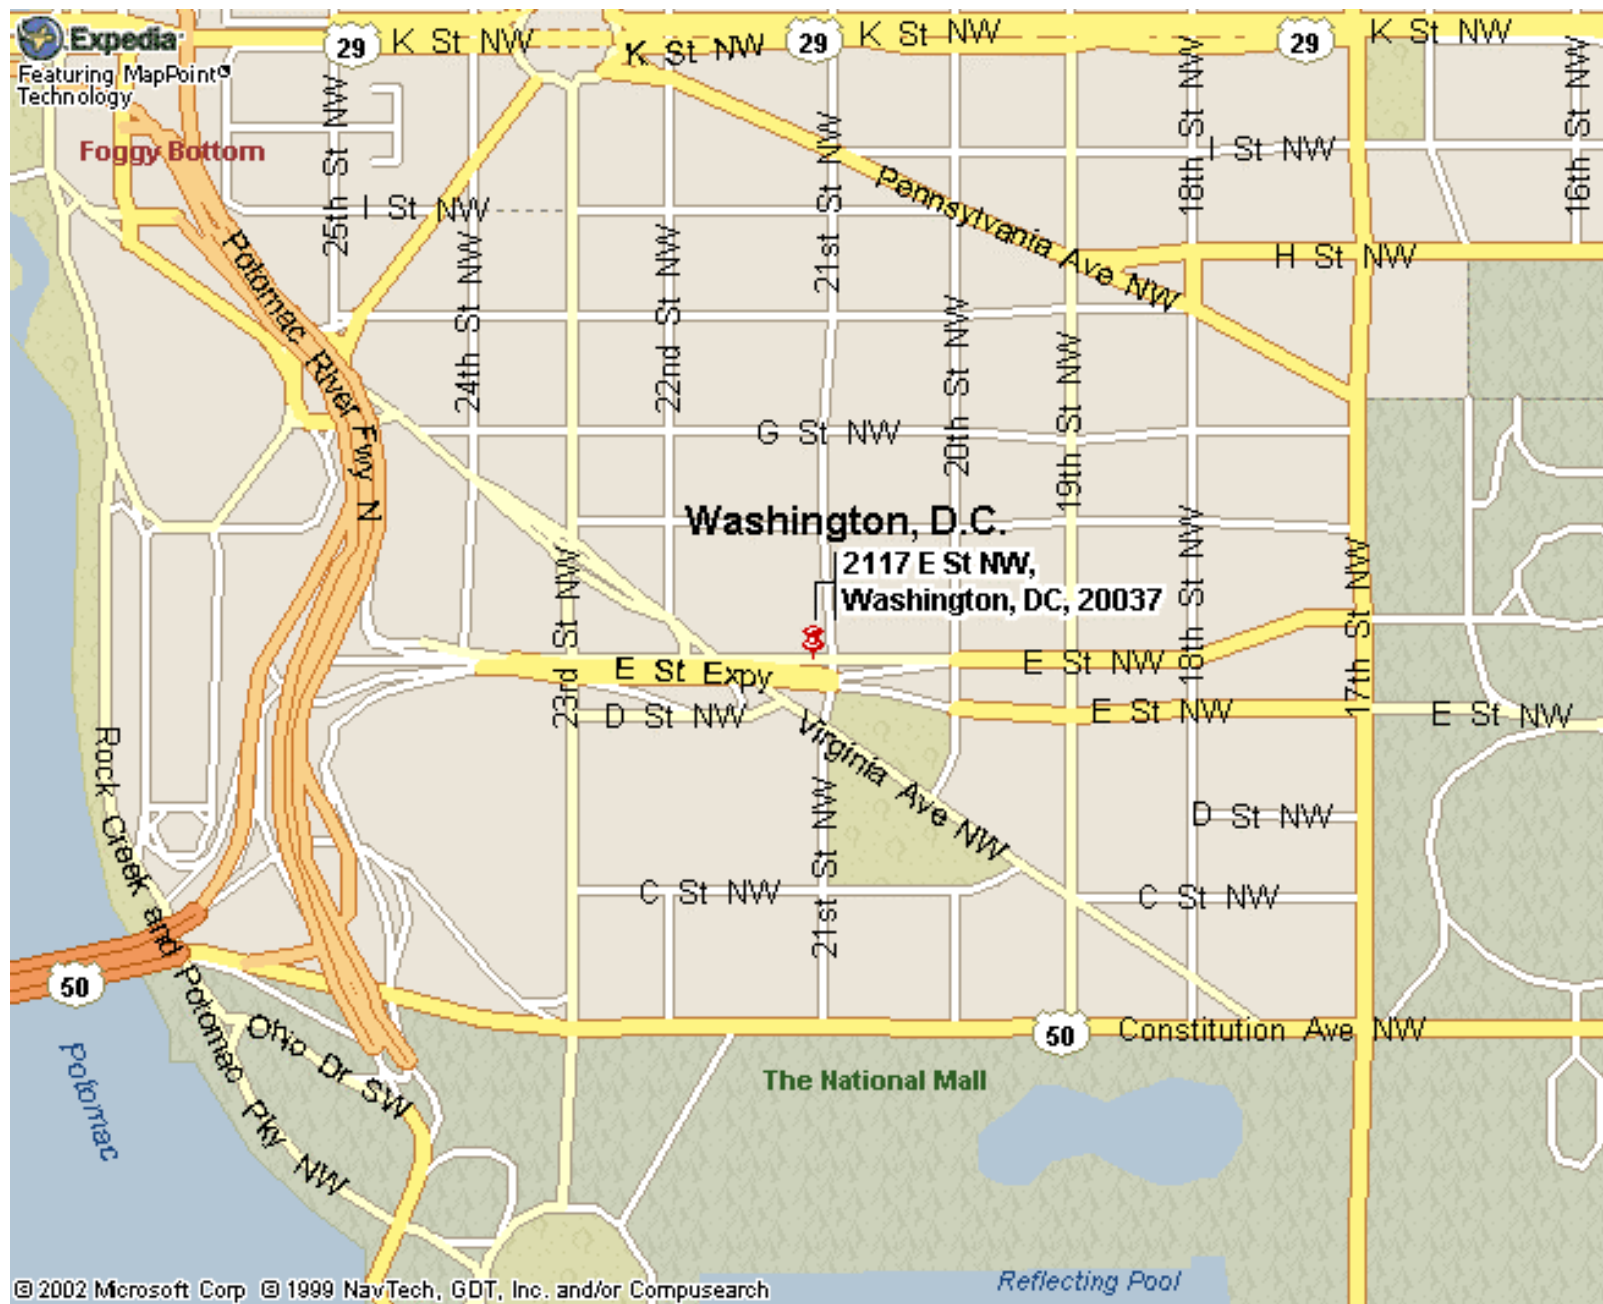 Expedia
Featuring MapPoint®
Technology
29
K St NW
K St NW
29
K St NW
29
K St NW
Foggy Bottom
25th St NW
I St NW
21st St NW
21st St NW
18th St NW
I St NW
16th St NW
Pennsylvania Ave NW
H St NW
Potomac River Fwy N
24th St NW
22nd St NW
20th St NW
19th St NW
G St NW
Washington, D.C.
2117 E St NW,
Washington, DC, 20037
23rd St NW
18th St NW
17th St NW
E St Expy
E St NW
D St NW
E St NW
E St NW
Virginia Ave NW
Rock Creek and Potomac Pky NW
21st St NW
D St NW
C St NW
C St NW
50
50
Constitution Ave NW
Ohio Dr SW
Potomac
The National Mall
Reflecting Pool
© 2002 Microsoft Corp © 1999 NavTech, GDT, Inc. and/or Compusearch